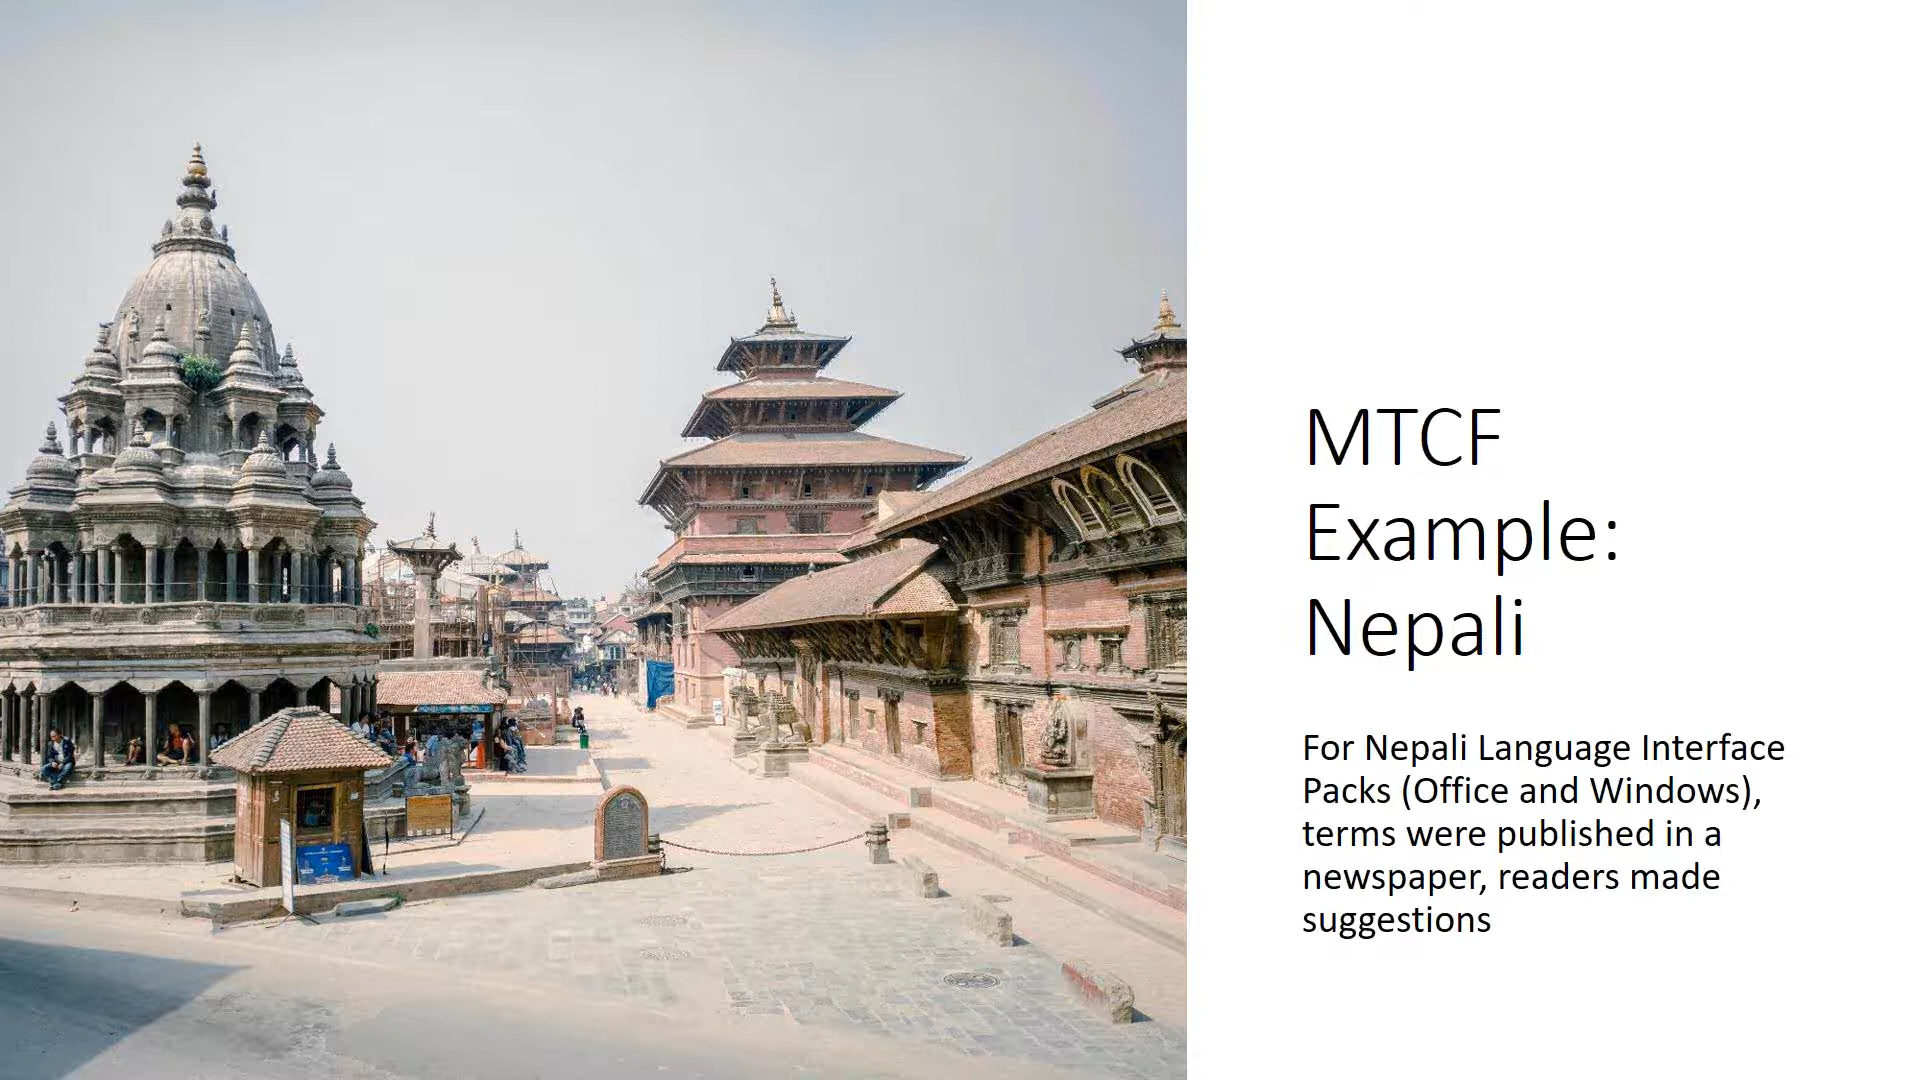 MTCF
Example:
Nepali
For Nepali Language Interface
Packs (Office and Windows),
terms were published in a
newspaper, readers made
suggestions